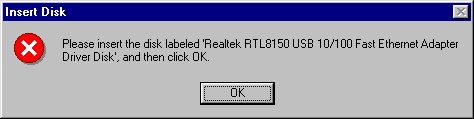 Insert Disk
Please insert the disk labeled 'Realtek RTL8150 USB 10/100 Fast Ethernet Adapter
Driver Disk', and then click OK.
OK